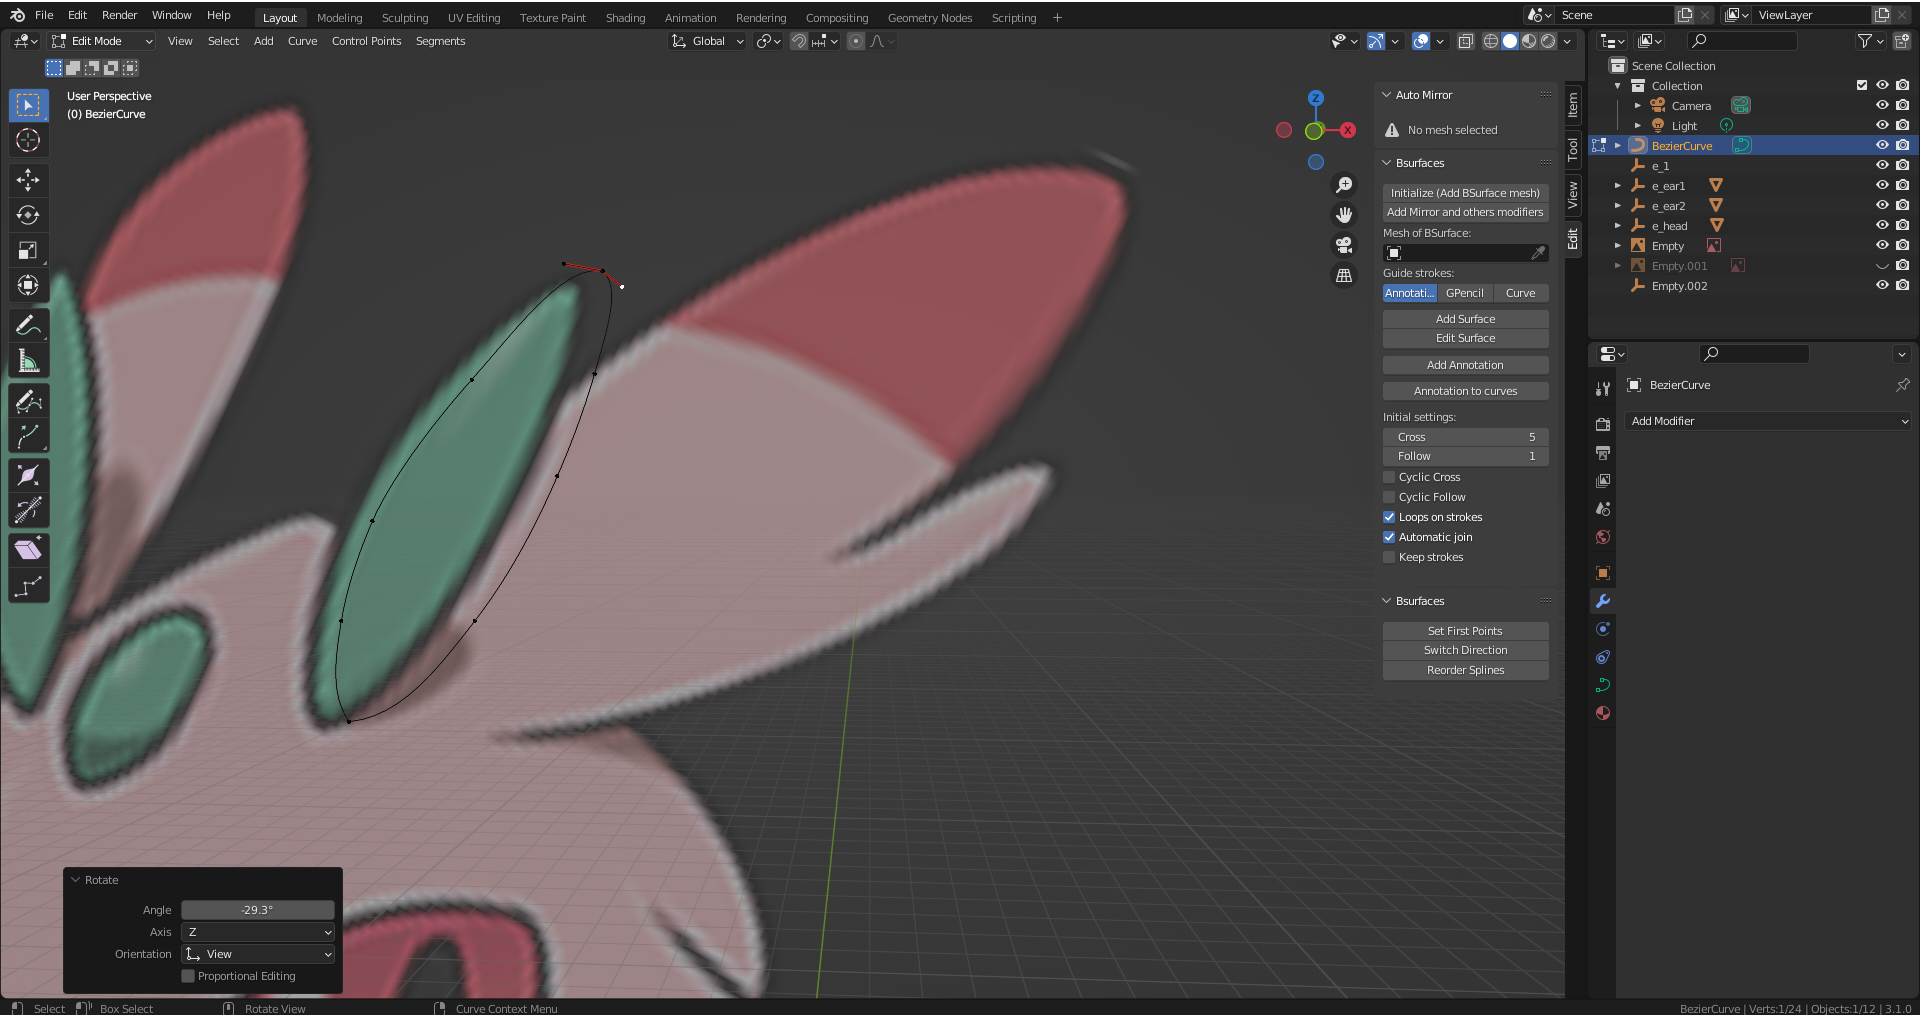 File Edit Render Window Help Layout Modeling Sculpting UV Editing Texture Paint Shading Animation Rendering Compositing Geometry Nodes Scripting + Scene ViewLayer
Edit Mode View Select Add Curve Control Points Segments Global
User Perspective
(0) BezierCurve
Z
X
Auto Mirror
No mesh selected
Bsurfaces
Initialize (Add BSurface mesh)
Add Mirror and others modifiers
Mesh of BSurface:
Guide strokes:
Annotati... GPencil Curve
Add Surface
Edit Surface
Add Annotation
Annotation to curves
Initial settings:
Cross 5
Follow 1
Cyclic Cross
Cyclic Follow
Loops on strokes
Automatic join
Keep strokes
Bsurfaces
Set First Points
Switch Direction
Reorder Splines
Item
Tool
View
Edit
Scene Collection
Collection
Camera
Light
BezierCurve
e_1
e_ear1
e_ear2
e_head
Empty
Empty.001
Empty.002
BezierCurve
Add Modifier
Rotate
Angle -29.3°
Axis Z
Orientation View
Proportional Editing
Select Box Select Rotate View Curve Context Menu BezierCurve | Verts:1/24 | Objects:1/12 | 3.1.0